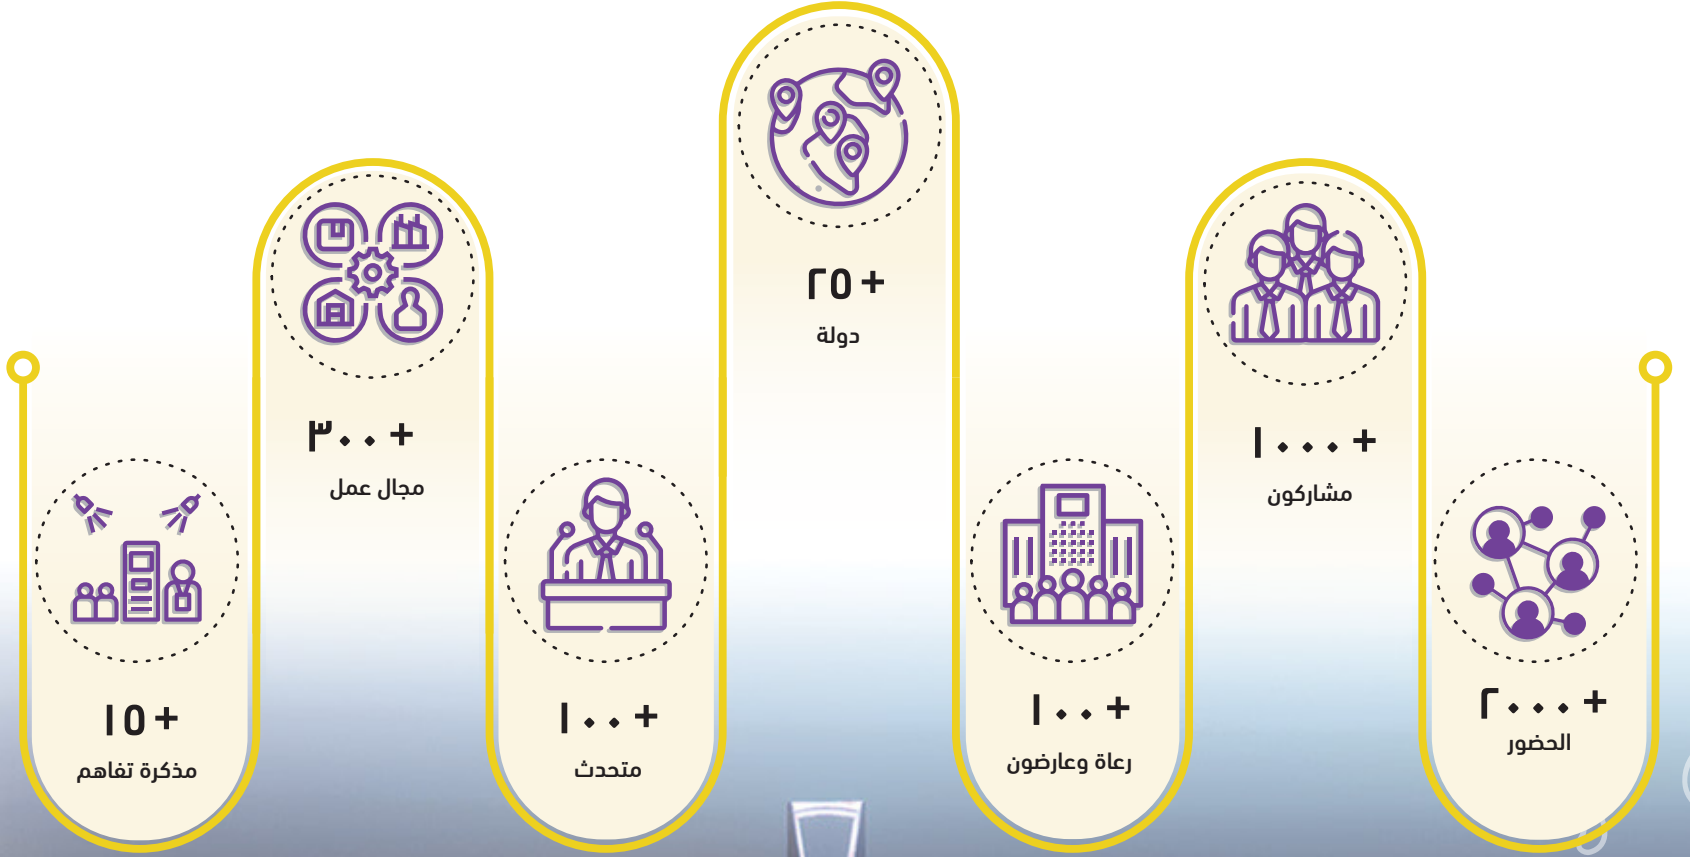 +٢٠٠٠
الحضور
+١٠٠٠
مشاركون
+١٠٠
رعاة وعارضون
+٢٥
دولة
+١٠٠
متحدث
+٣٠٠
مجال عمل
+١٥
مذكرة تفاهم